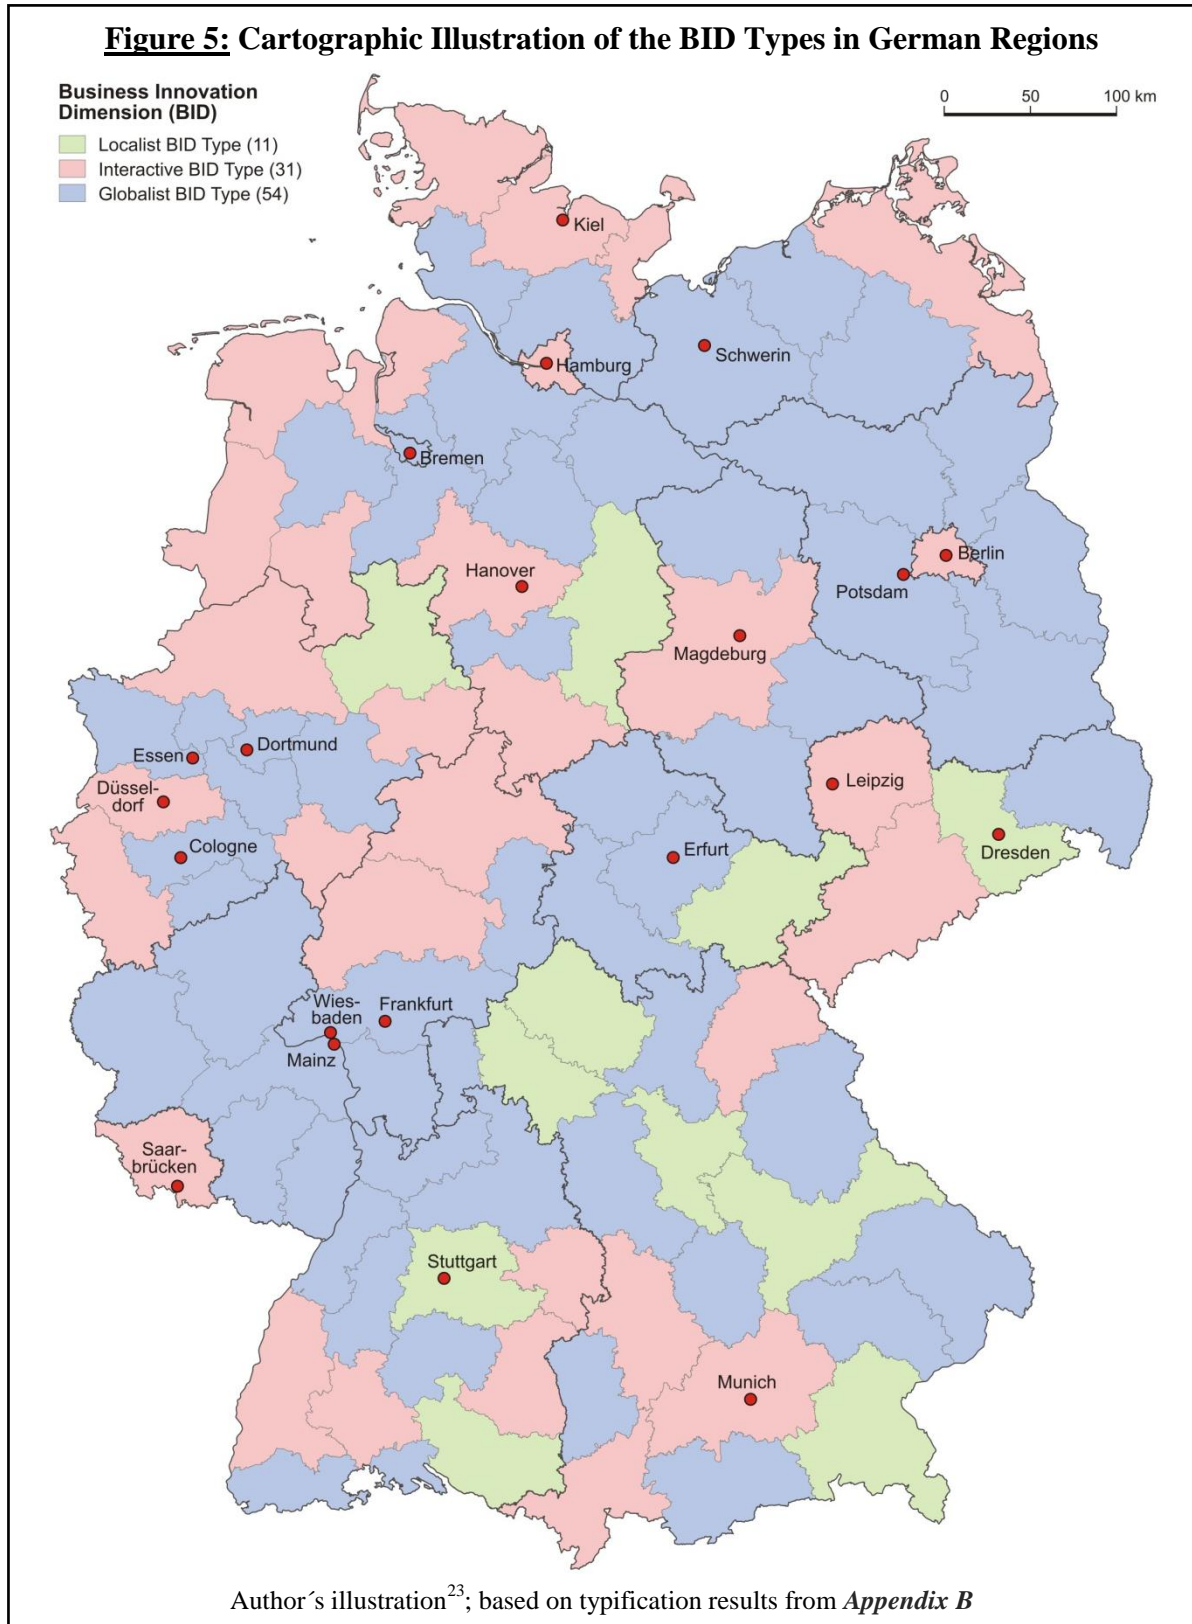 Figure 5: Cartographic Illustration of the BID Types in German Regions
Business Innovation
Dimension (BID)
Localist BID Type (11)
Interactive BID Type (31)
Globalist BID Type (54)
0 50 100 km
Kiel
Schwerin
Hamburg
Bremen
Berlin
Hanover
Potsdam
Magdeburg
Dortmund
Essen
Düssel-
dorf
Leipzig
Cologne
Erfurt
Dresden
Wies-
baden
Frankfurt
Mainz
Saar-
brücken
Stuttgart
Munich
Author´s illustration23; based on typification results from Appendix B